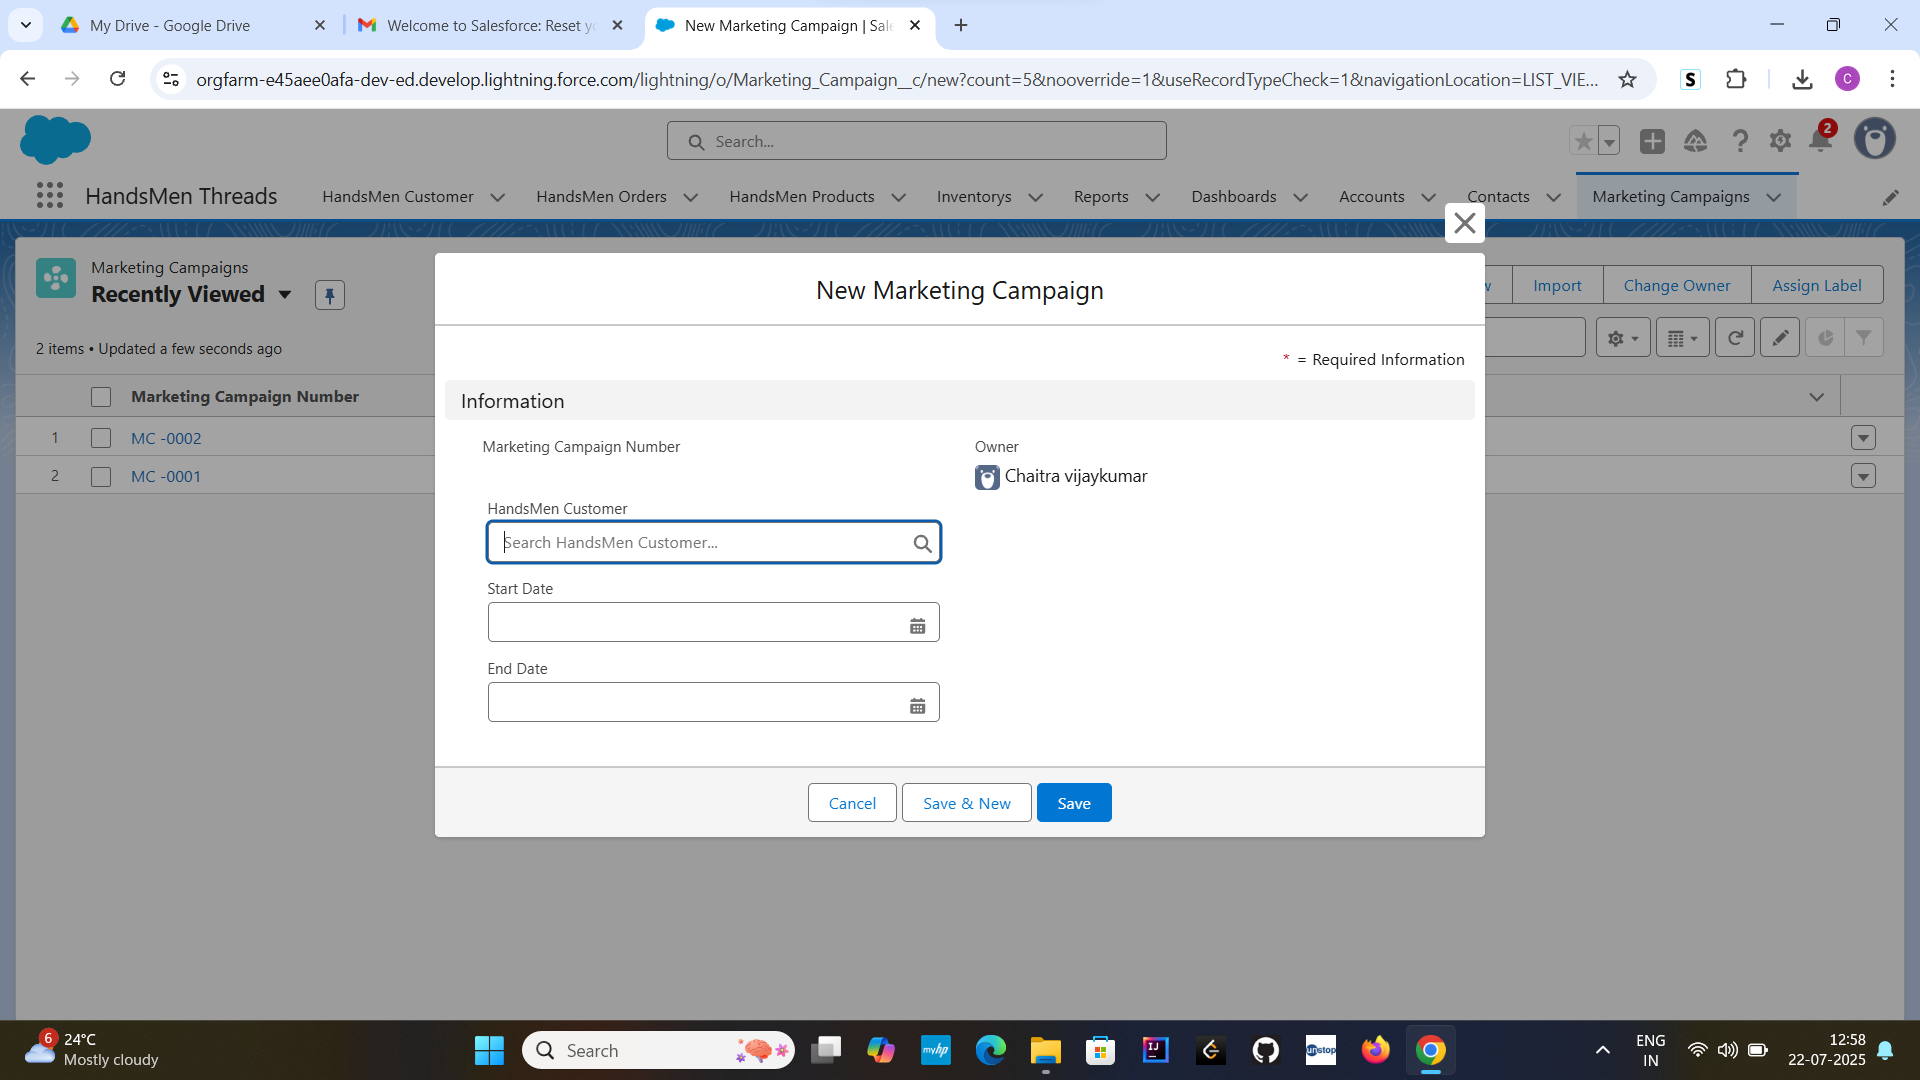 My Drive - Google Drive
Welcome to Salesforce: Reset yo
New Marketing Campaign | Sale
orgfarm-e45aee0afa-dev-ed.develop.lightning.force.com/lightning/o/Marketing_Campaign__c/new?count=5&nooverride=1&useRecordTypeCheck=1&navigationLocation=LIST_VIE...
S
C
Search...
2
HandsMen Threads
HandsMen Customer
HandsMen Orders
HandsMen Products
Inventorys
Reports
Dashboards
Accounts
Contacts
Marketing Campaigns
Marketing Campaigns
Recently Viewed
w
Import
Change Owner
Assign Label
2 items • Updated a few seconds ago
Marketing Campaign Number
1
MC -0002
2
MC -0001
New Marketing Campaign
* = Required Information
Information
Marketing Campaign Number
Owner
Chaitra vijaykumar
HandsMen Customer
Search HandsMen Customer...
Start Date
End Date
Cancel
Save & New
Save
6
24°C
Mostly cloudy
Search
myhp
IJ
unstop
ENG
IN
12:58
22-07-2025